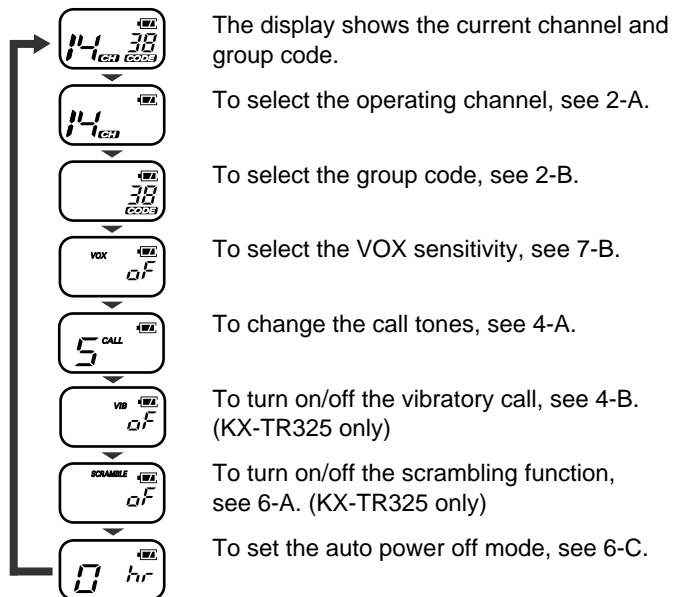 14 CH 38 CODE
The display shows the current channel and
group code.
14 CH
To select the operating channel, see 2-A.
38 CODE
To select the group code, see 2-B.
VOX oF
To select the VOX sensitivity, see 7-B.
5 CALL
To change the call tones, see 4-A.
VIB oF
To turn on/off the vibratory call, see 4-B.
(KX-TR325 only)
SCRAMBLE oF
To turn on/off the scrambling function,
see 6-A. (KX-TR325 only)
0 hr
To set the auto power off mode, see 6-C.